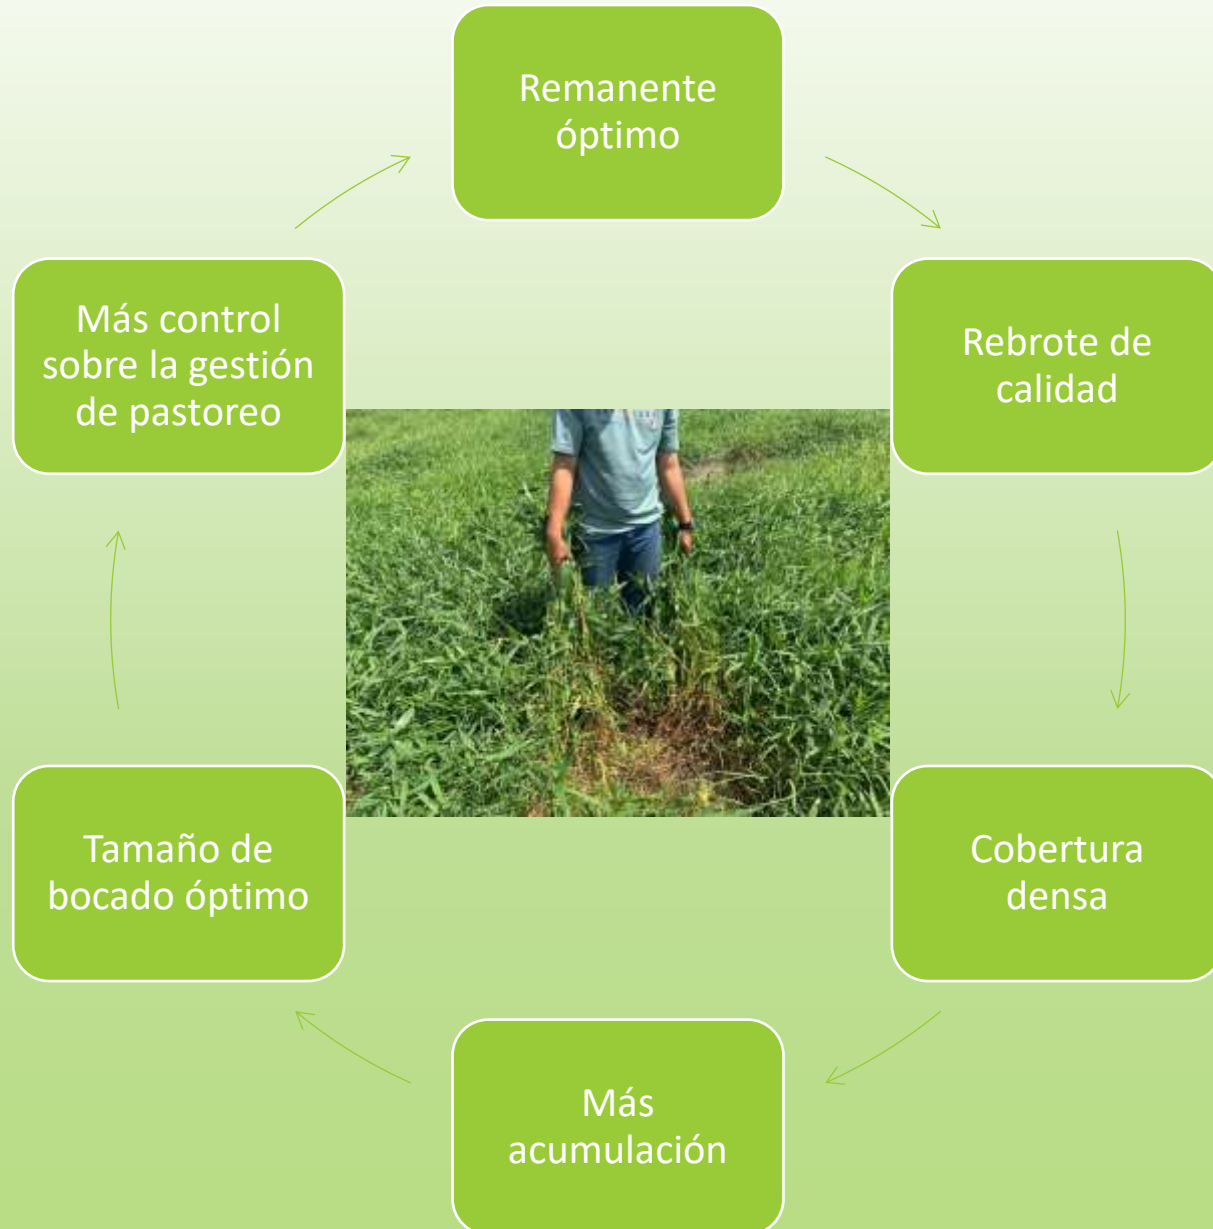 Remanente
óptimo
Rebrote de
calidad
Cobertura
densa
Más
acumulación
Tamaño de
bocado óptimo
Más control
sobre la gestión
de pastoreo